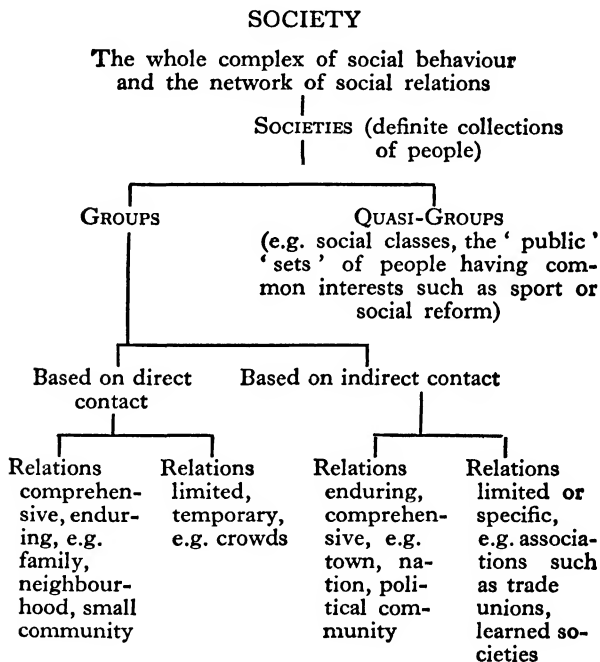 SOCIETY
The whole complex of social behaviour
and the network of social relations
SOCIETIES (definite collections
of people)
GROUPS
QUASI-GROUPS
(e.g. social classes, the ‘ public ’
‘ sets ’ of people having com-
mon interests such as sport or
social reform)
Based on direct
contact
Based on indirect contact
Relations
comprehen-
sive, endur-
ing, e.g.
family,
neighbour-
hood, small
community
Relations
limited,
temporary,
e.g. crowds
Relations
enduring,
comprehen-
sive, e.g.
town, na-
tion, poli-
tical com-
munity
Relations
limited or
specific,
e.g. associa-
tions such
as trade
unions,
learned so-
cieties